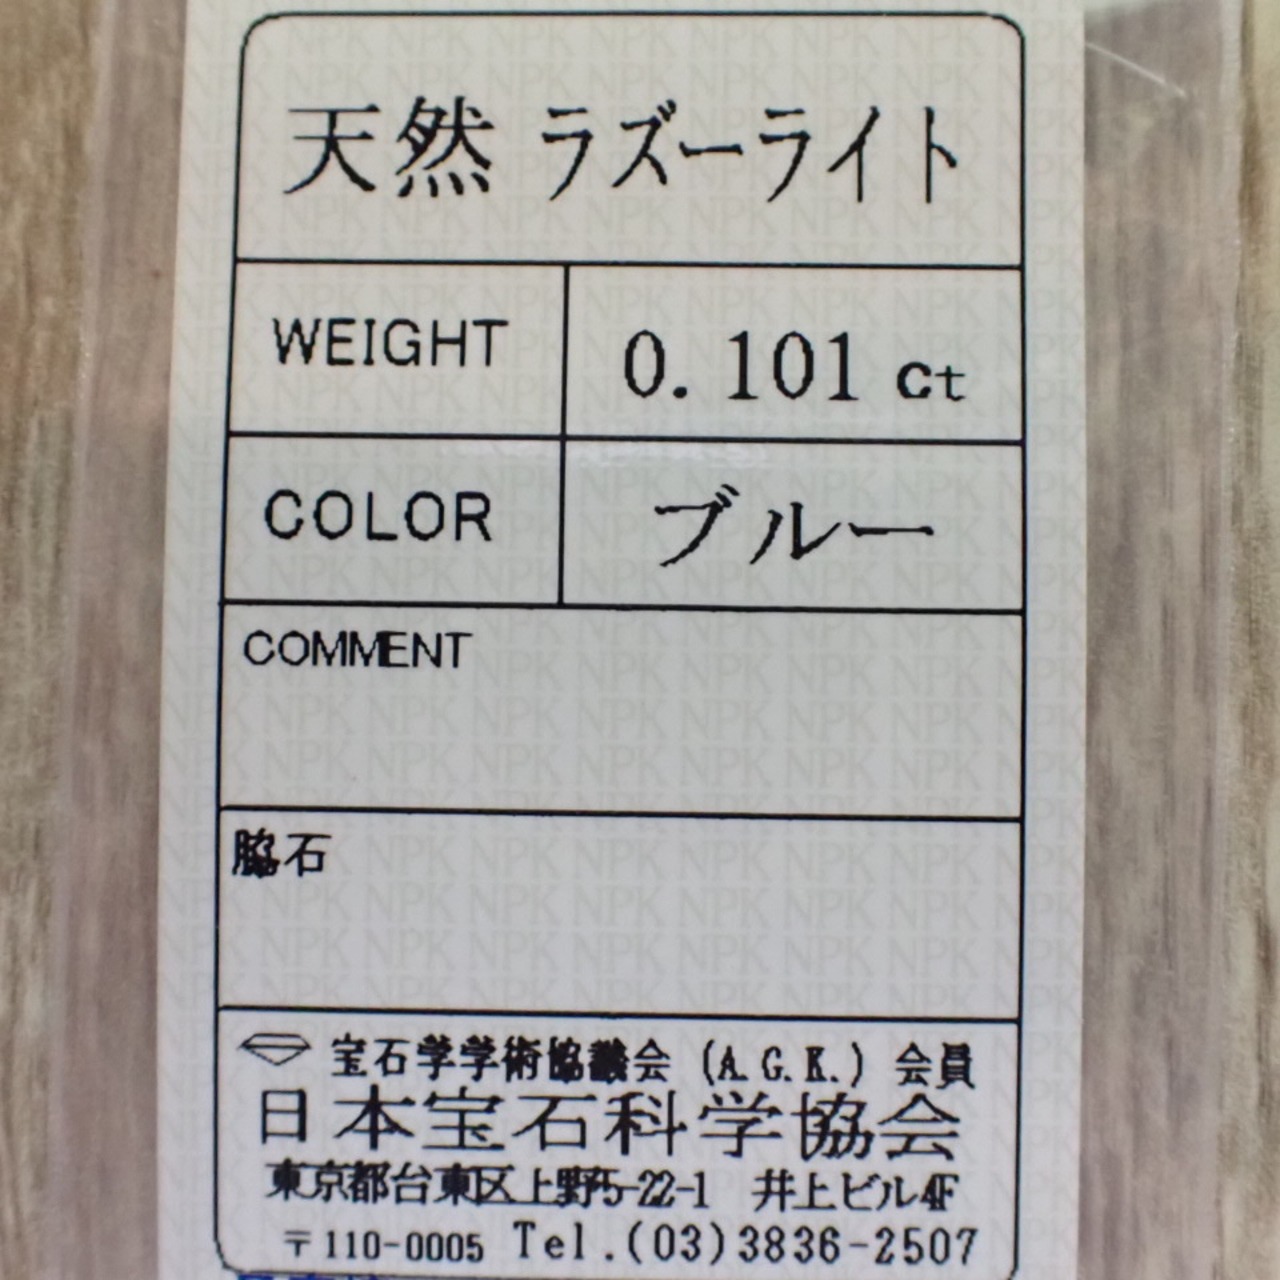 天然 ラズーライト
WEIGHT 0.101 ct
COLOR ブルー
COMMENT
脇石
宝石学学術協議会 (A.G.K.) 会員
日本宝石科学協会
東京都台東区上野5-22-1 井上ビル4F
〒110-0005 Tel.(03)3836-2507